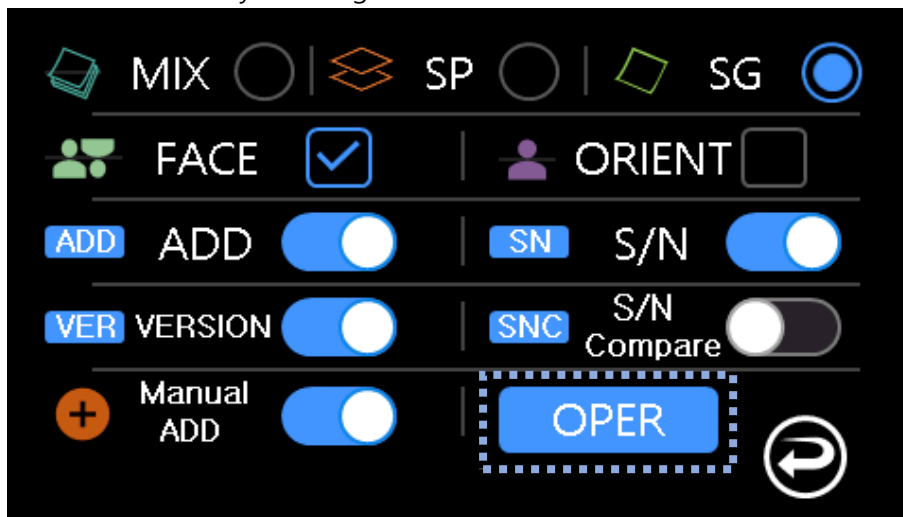 MIX SP SG
FACE ORIENT
ADD ADD SN S/N
VER VERSION SNC S/N
Compare
Manual
ADD
OPER